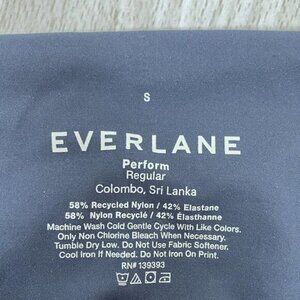 S
EVERLANE
Perform
Regular
Colombo, Sri Lanka
58% Recycled Nylon / 42% Elastane
58% Nylon Recyclé / 42% Élasthanne
Machine Wash Cold Gentle Cycle With Like Colors.
Only Non Chlorine Bleach When Necessary.
Tumble Dry Low. Do Not Use Fabric Softener.
Cool Iron If Needed. Do Not Iron On Print.
RN# 139393